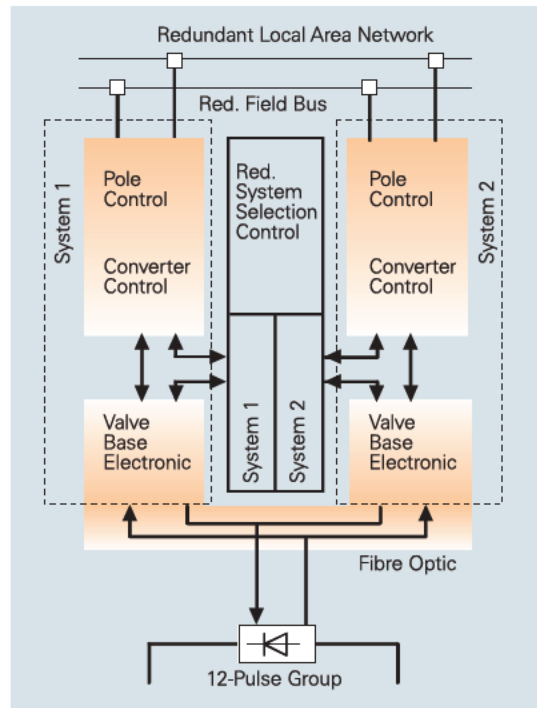 Redundant Local Area Network
Red. Field Bus
System 1
Pole
Control
Converter
Control
Red.
System
Selection
Control
Pole
Control
Converter
Control
System 2
Valve
Base
Electronic
System 1
System 2
Valve
Base
Electronic
Fibre Optic
12-Pulse Group